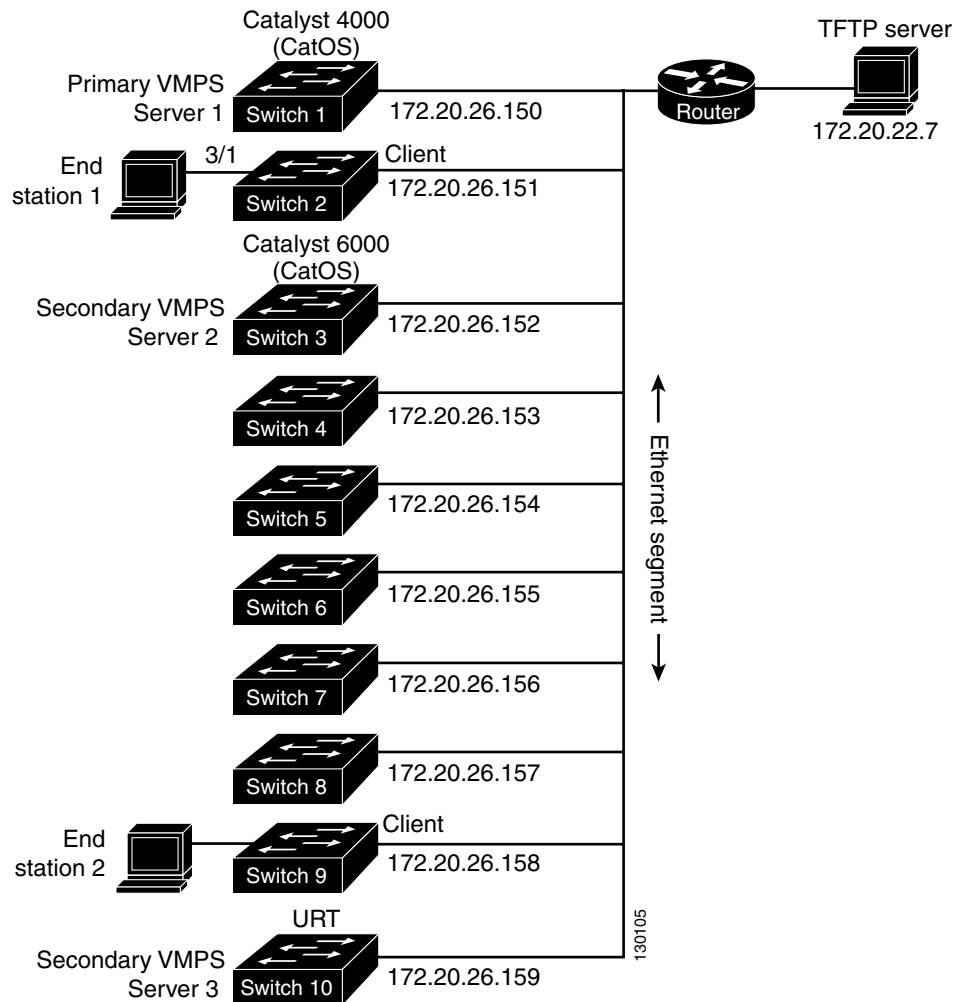 Catalyst 4000
(CatOS)
TFTP server
Primary VMPS
Server 1
Switch 1
172.20.26.150
Router
172.20.22.7
End
station 1
3/1
Client
Switch 2
172.20.26.151
Catalyst 6000
(CatOS)
Secondary VMPS
Server 2
Switch 3
172.20.26.152
Switch 4
172.20.26.153
Switch 5
172.20.26.154
Ethernet segment
Switch 6
172.20.26.155
Switch 7
172.20.26.156
Switch 8
172.20.26.157
End
station 2
Client
Switch 9
172.20.26.158
URT
Secondary VMPS
Server 3
Switch 10
172.20.26.159
130105